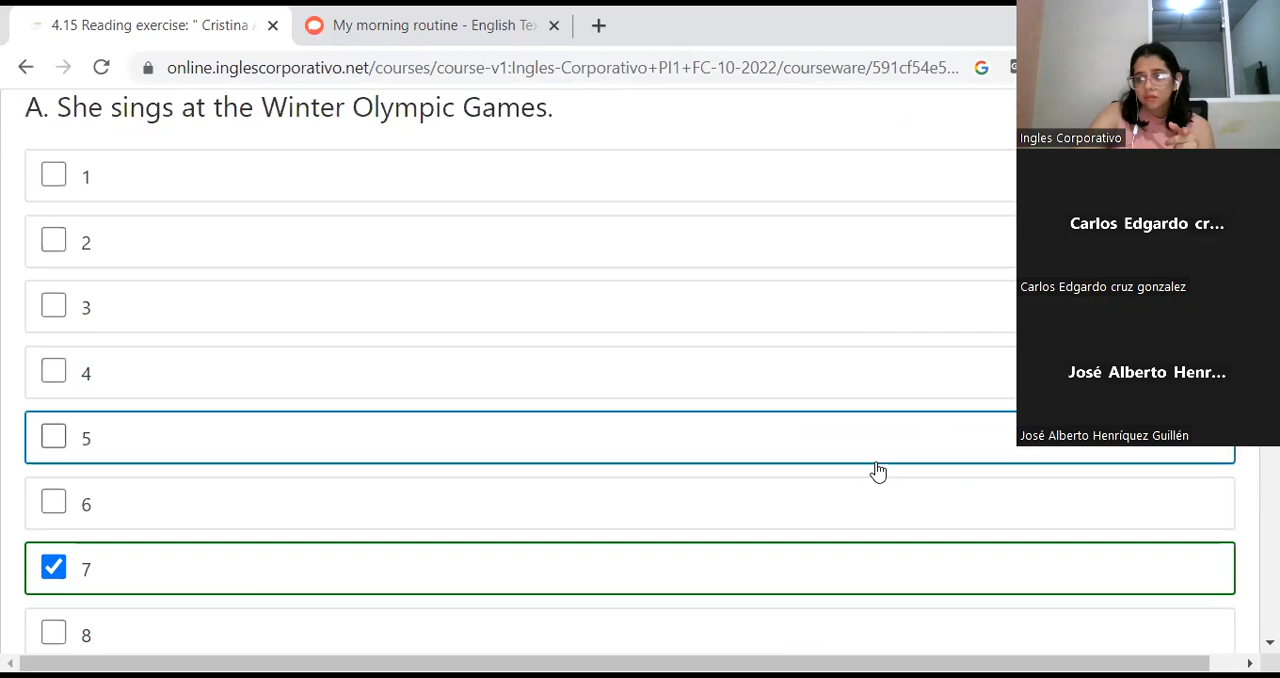 4.15 Reading exercise: " Cristina A
My morning routine - English Te
online.inglescorporativo.net/courses/course-v1:Ingles-Corporativo+PI1+FC-10-2022/courseware/591cf54e5...
A. She sings at the Winter Olympic Games.
1
2
3
4
5
6
7
8
Ingles Corporativo
Carlos Edgardo cr...
Carlos Edgardo cruz gonzalez
José Alberto Henr...
José Alberto Henríquez Guillén